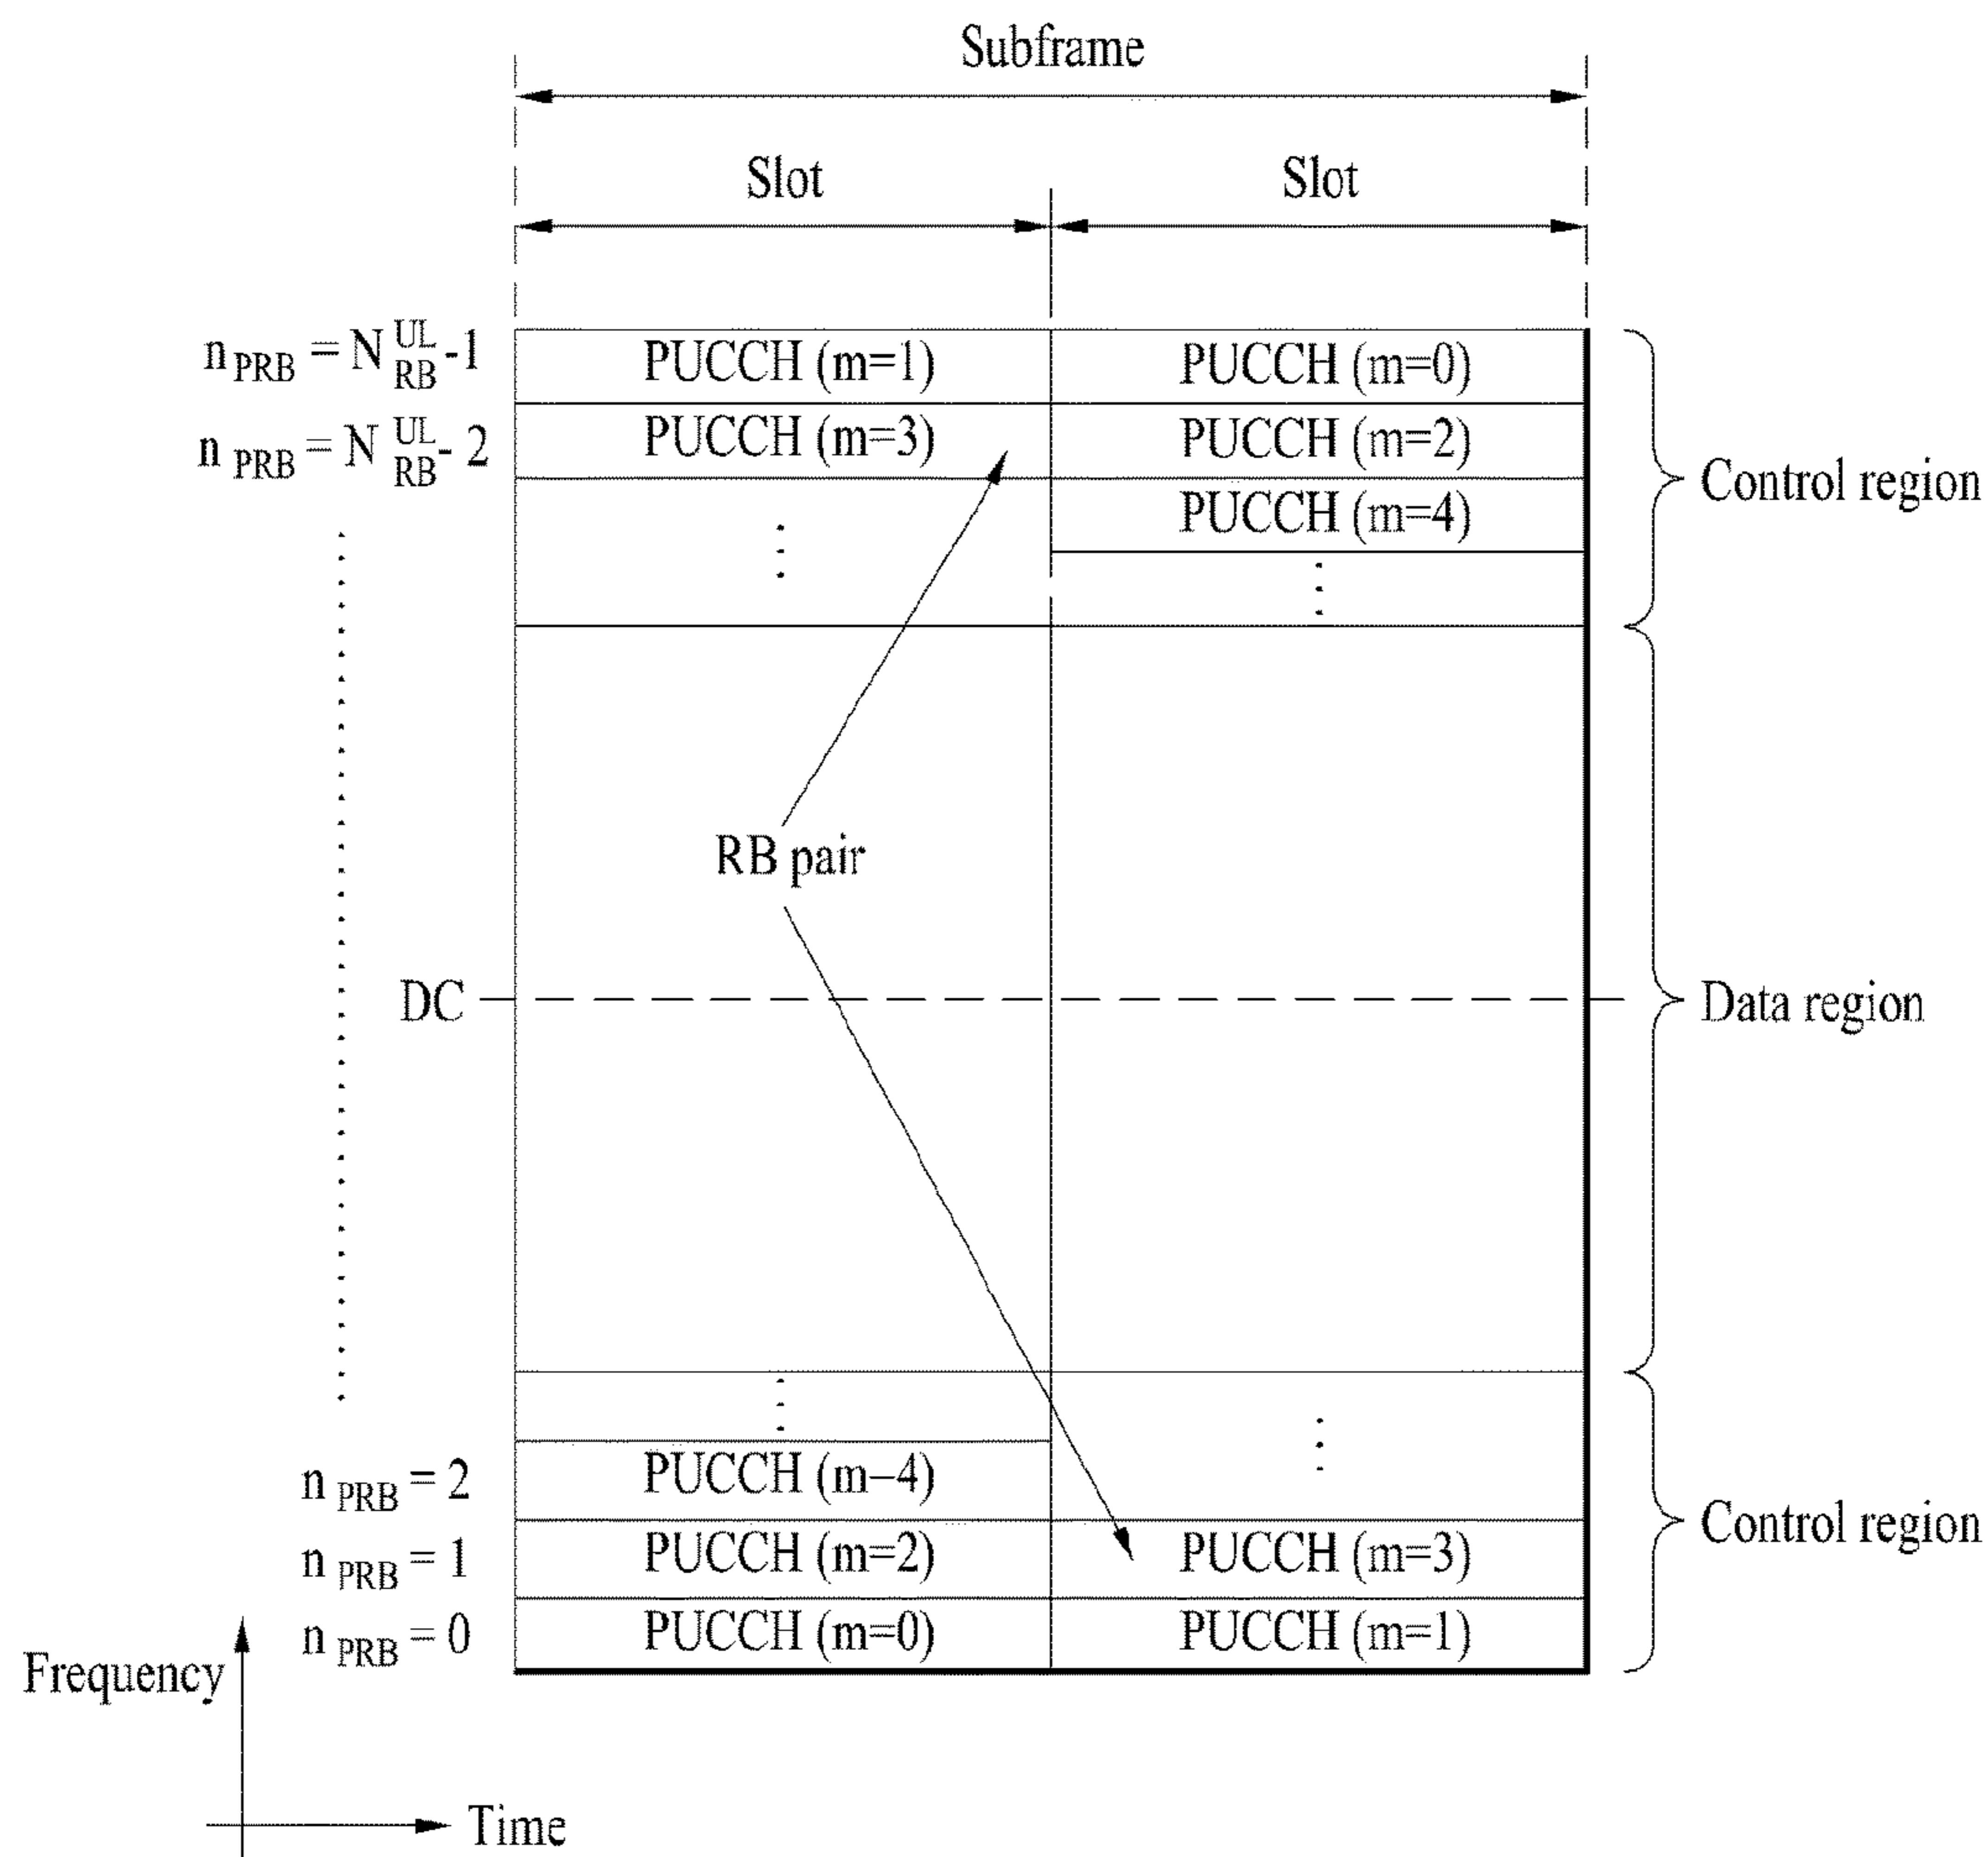 Subframe
Slot Slot
n PRB = N UL RB -1 PUCCH (m=1) PUCCH (m=0)
n PRB = N UL RB - 2 PUCCH (m=3) PUCCH (m=2)
PUCCH (m=4)
Control region
RB pair
DC
Data region
n PRB = 2 PUCCH (m–4)
n PRB = 1 PUCCH (m=2) PUCCH (m=3)
Control region
n PRB = 0 PUCCH (m=0) PUCCH (m=1)
Frequency
Time